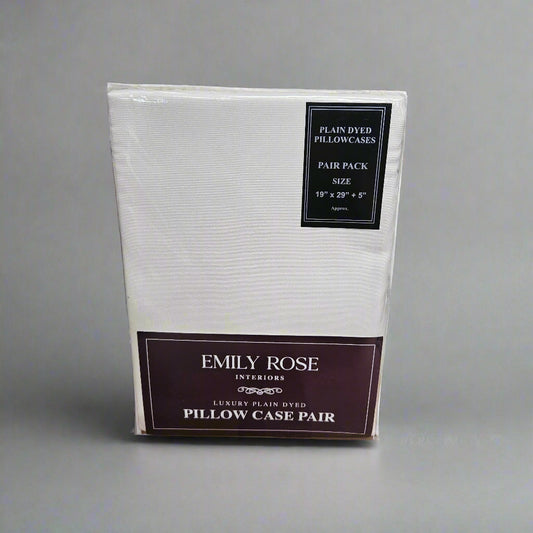 PLAIN DYED
PILLOWCASES
PAIR PACK
SIZE
19" x 29" + 5"
Approx.
EMILY ROSE
INTERIORS
LUXURY PLAIN DYED
PILLOW CASE PAIR